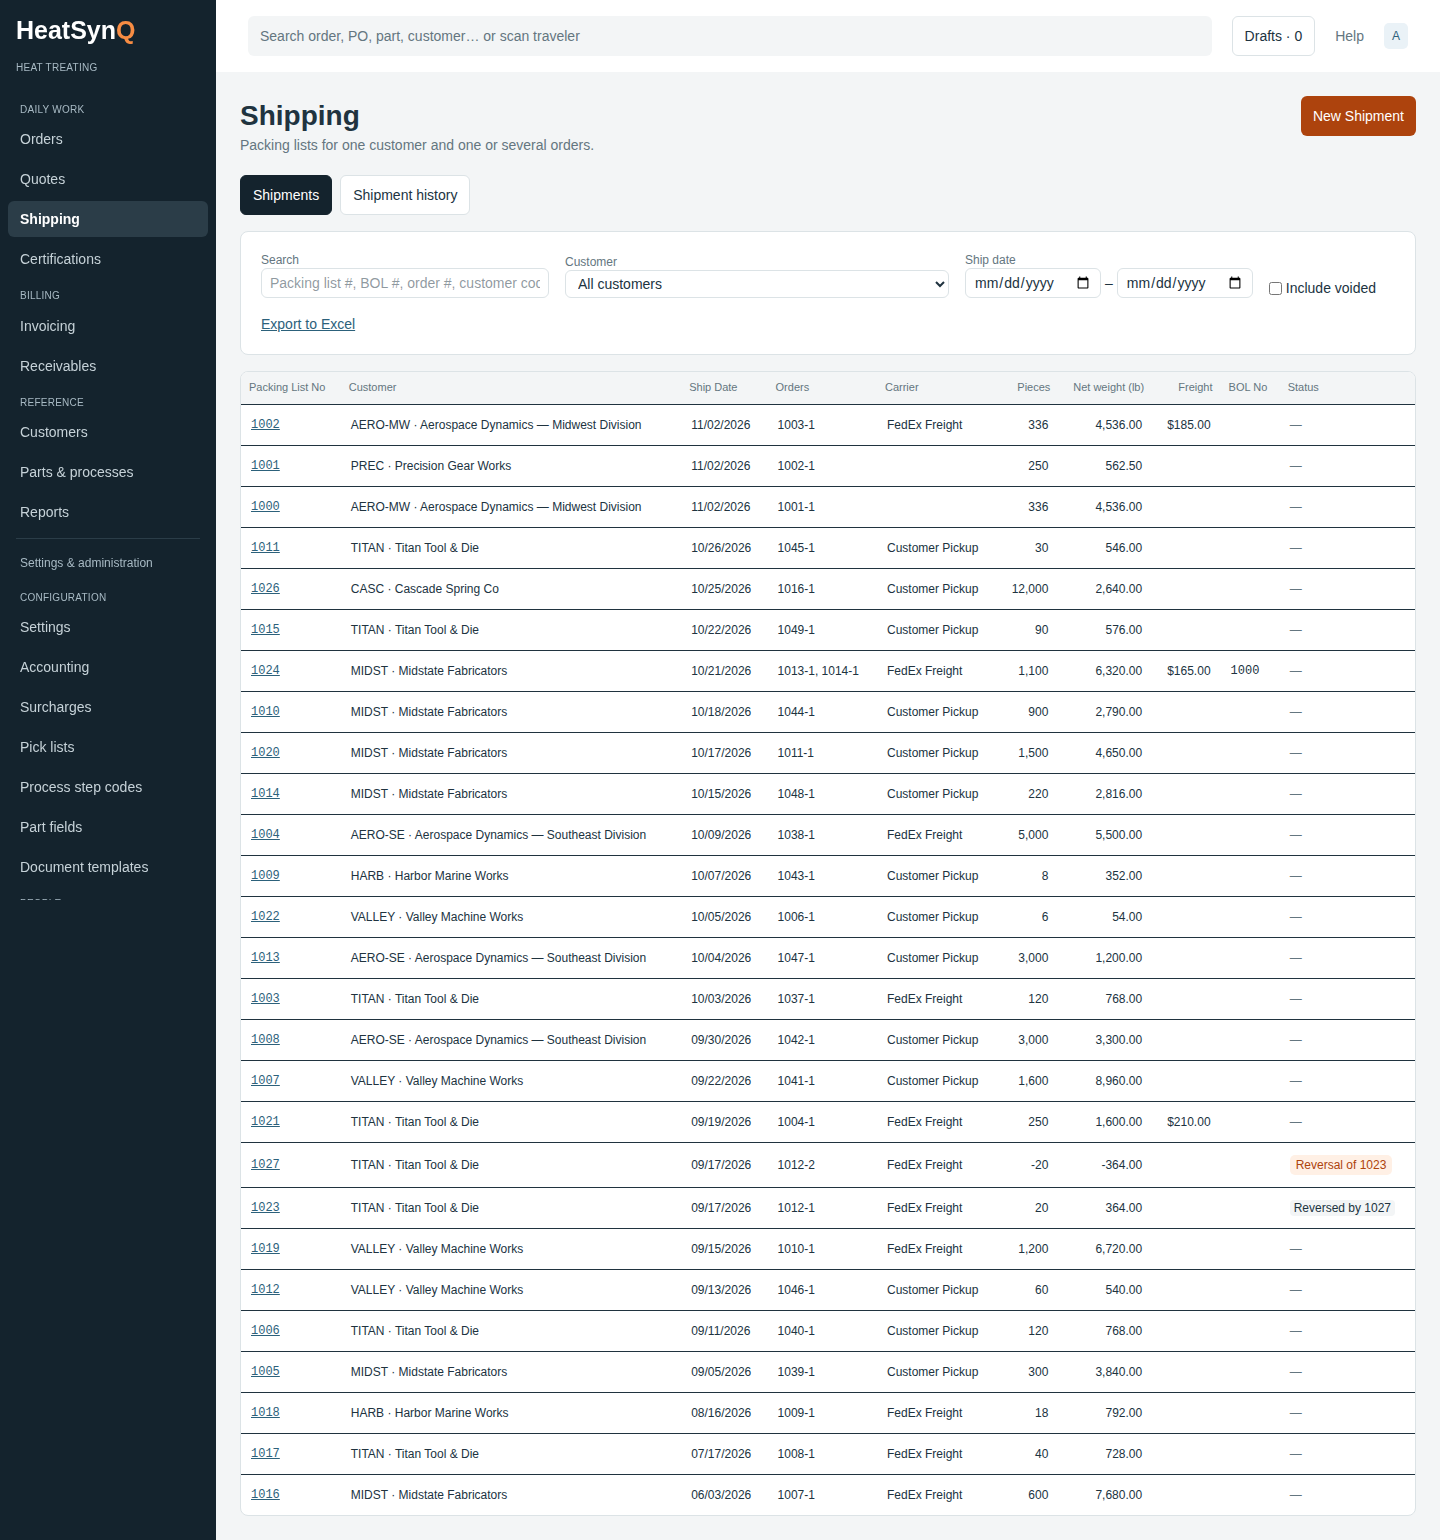 HeatSynQ
HEAT TREATING
DAILY WORK
Orders
Quotes
Shipping
Certifications
BILLING
Invoicing
Receivables
REFERENCE
Customers
Parts & processes
Reports
Settings & administration
CONFIGURATION
Settings
Accounting
Surcharges
Pick lists
Process step codes
Part fields
Document templates
Search order, PO, part, customer… or scan traveler
Drafts · 0
Help
A
Shipping
New Shipment
Packing lists for one customer and one or several orders.
Shipments
Shipment history
Search
Packing list #, BOL #, order #, customer coc
Customer
All customers
Ship date
mm/dd/yyyy – mm/dd/yyyy
Include voided
Export to Excel
Packing List No Customer Ship Date Orders Carrier Pieces Net weight (lb) Freight BOL No Status
1002 AERO-MW · Aerospace Dynamics — Midwest Division 11/02/2026 1003-1 FedEx Freight 336 4,536.00 $185.00 —
1001 PREC · Precision Gear Works 11/02/2026 1002-1 250 562.50 —
1000 AERO-MW · Aerospace Dynamics — Midwest Division 11/02/2026 1001-1 336 4,536.00 —
1011 TITAN · Titan Tool & Die 10/26/2026 1045-1 Customer Pickup 30 546.00 —
1026 CASC · Cascade Spring Co 10/25/2026 1016-1 Customer Pickup 12,000 2,640.00 —
1015 TITAN · Titan Tool & Die 10/22/2026 1049-1 Customer Pickup 90 576.00 —
1024 MIDST · Midstate Fabricators 10/21/2026 1013-1, 1014-1 FedEx Freight 1,100 6,320.00 $165.00 1000 —
1010 MIDST · Midstate Fabricators 10/18/2026 1044-1 Customer Pickup 900 2,790.00 —
1020 MIDST · Midstate Fabricators 10/17/2026 1011-1 Customer Pickup 1,500 4,650.00 —
1014 MIDST · Midstate Fabricators 10/15/2026 1048-1 Customer Pickup 220 2,816.00 —
1004 AERO-SE · Aerospace Dynamics — Southeast Division 10/09/2026 1038-1 FedEx Freight 5,000 5,500.00 —
1009 HARB · Harbor Marine Works 10/07/2026 1043-1 Customer Pickup 8 352.00 —
1022 VALLEY · Valley Machine Works 10/05/2026 1006-1 Customer Pickup 6 54.00 —
1013 AERO-SE · Aerospace Dynamics — Southeast Division 10/04/2026 1047-1 Customer Pickup 3,000 1,200.00 —
1003 TITAN · Titan Tool & Die 10/03/2026 1037-1 FedEx Freight 120 768.00 —
1008 AERO-SE · Aerospace Dynamics — Southeast Division 09/30/2026 1042-1 Customer Pickup 3,000 3,300.00 —
1007 VALLEY · Valley Machine Works 09/22/2026 1041-1 Customer Pickup 1,600 8,960.00 —
1021 TITAN · Titan Tool & Die 09/19/2026 1004-1 FedEx Freight 250 1,600.00 $210.00 —
1027 TITAN · Titan Tool & Die 09/17/2026 1012-2 FedEx Freight -20 -364.00 Reversal of 1023
1023 TITAN · Titan Tool & Die 09/17/2026 1012-1 FedEx Freight 20 364.00 Reversed by 1027
1019 VALLEY · Valley Machine Works 09/15/2026 1010-1 FedEx Freight 1,200 6,720.00 —
1012 VALLEY · Valley Machine Works 09/13/2026 1046-1 Customer Pickup 60 540.00 —
1006 TITAN · Titan Tool & Die 09/11/2026 1040-1 Customer Pickup 120 768.00 —
1005 MIDST · Midstate Fabricators 09/05/2026 1039-1 Customer Pickup 300 3,840.00 —
1018 HARB · Harbor Marine Works 08/16/2026 1009-1 FedEx Freight 18 792.00 —
1017 TITAN · Titan Tool & Die 07/17/2026 1008-1 FedEx Freight 40 728.00 —
1016 MIDST · Midstate Fabricators 06/03/2026 1007-1 FedEx Freight 600 7,680.00 —